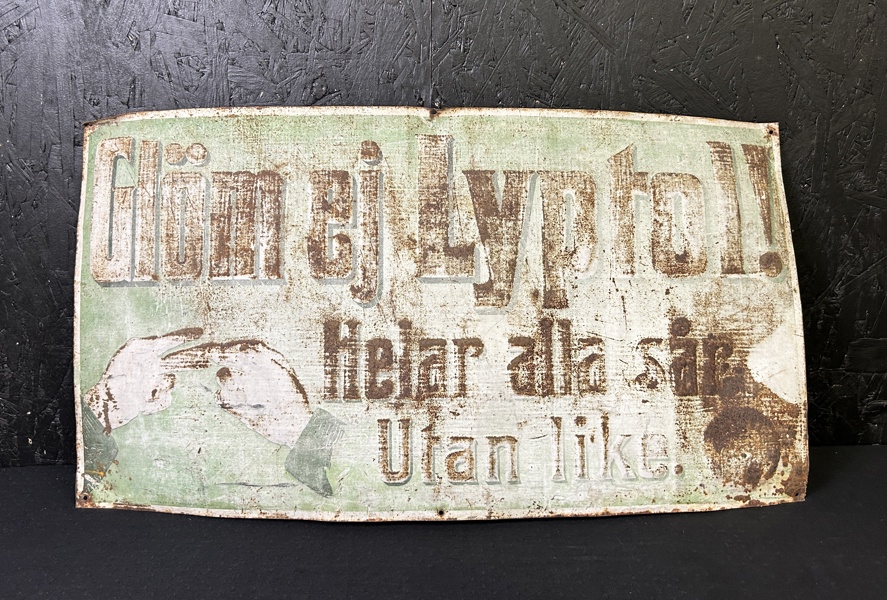 Glöm ej Lyptol!
Helar alla sår
Utan like.